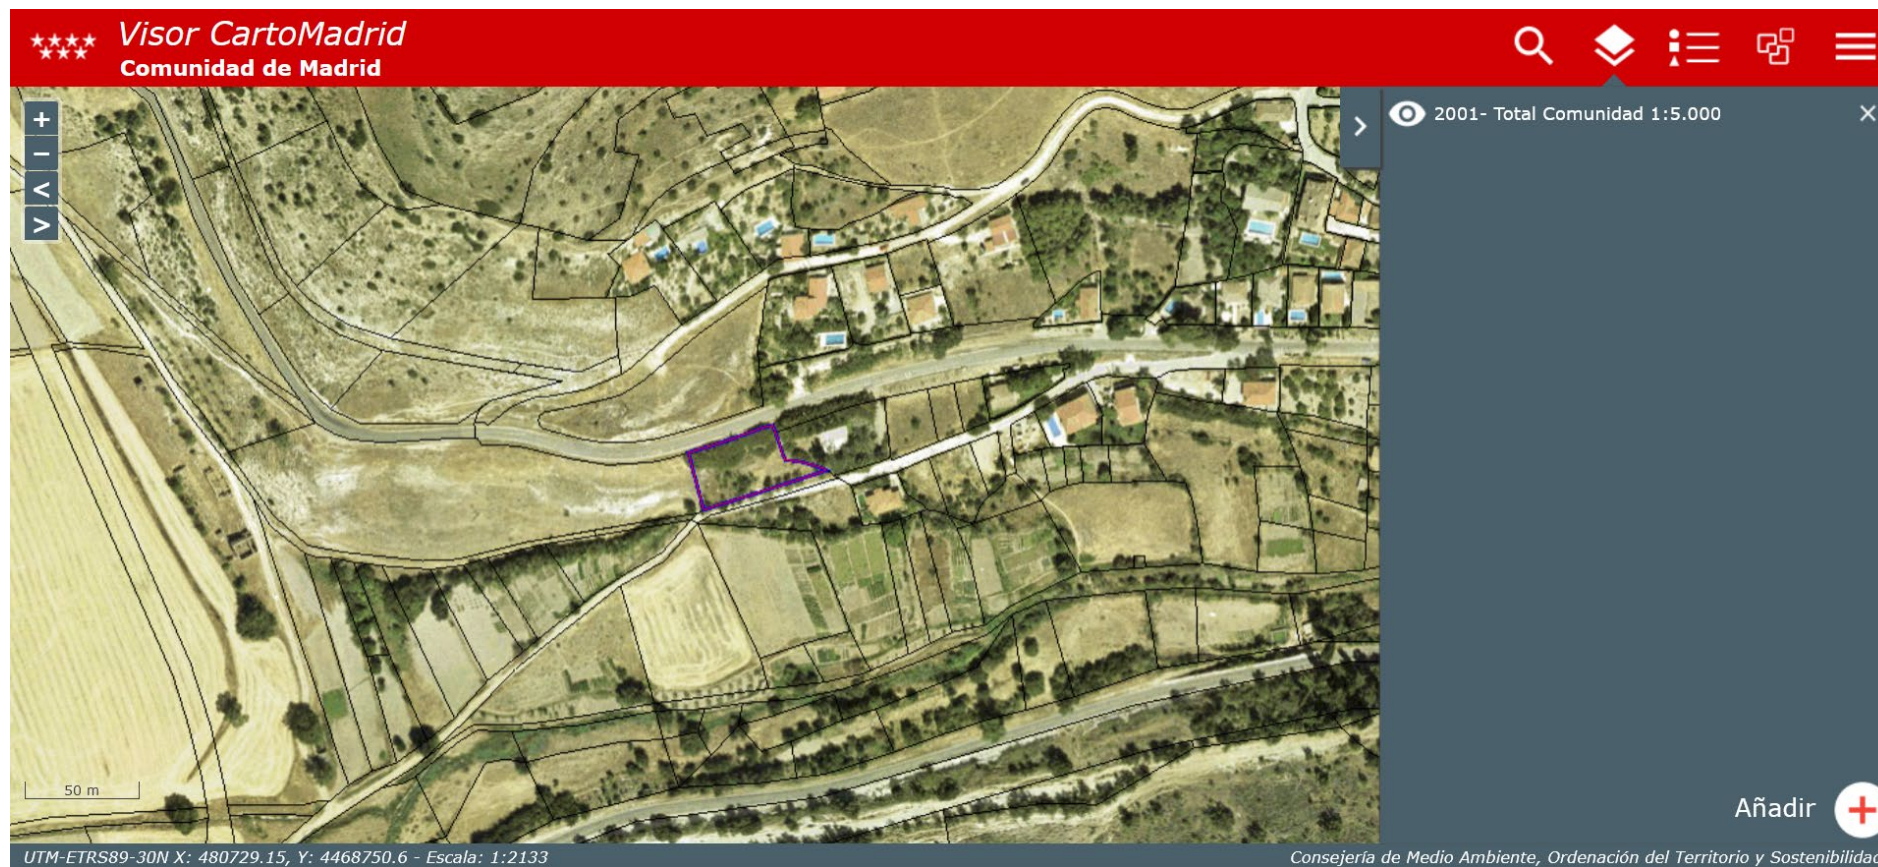 Visor CartoMadrid
Comunidad de Madrid
+
−
<
>
2001- Total Comunidad 1:5.000
×
50 m
Añadir
UTM-ETRS89-30N X: 480729.15, Y: 4468750.6 - Escala: 1:2133
Consejería de Medio Ambiente, Ordenación del Territorio y Sostenibilidad